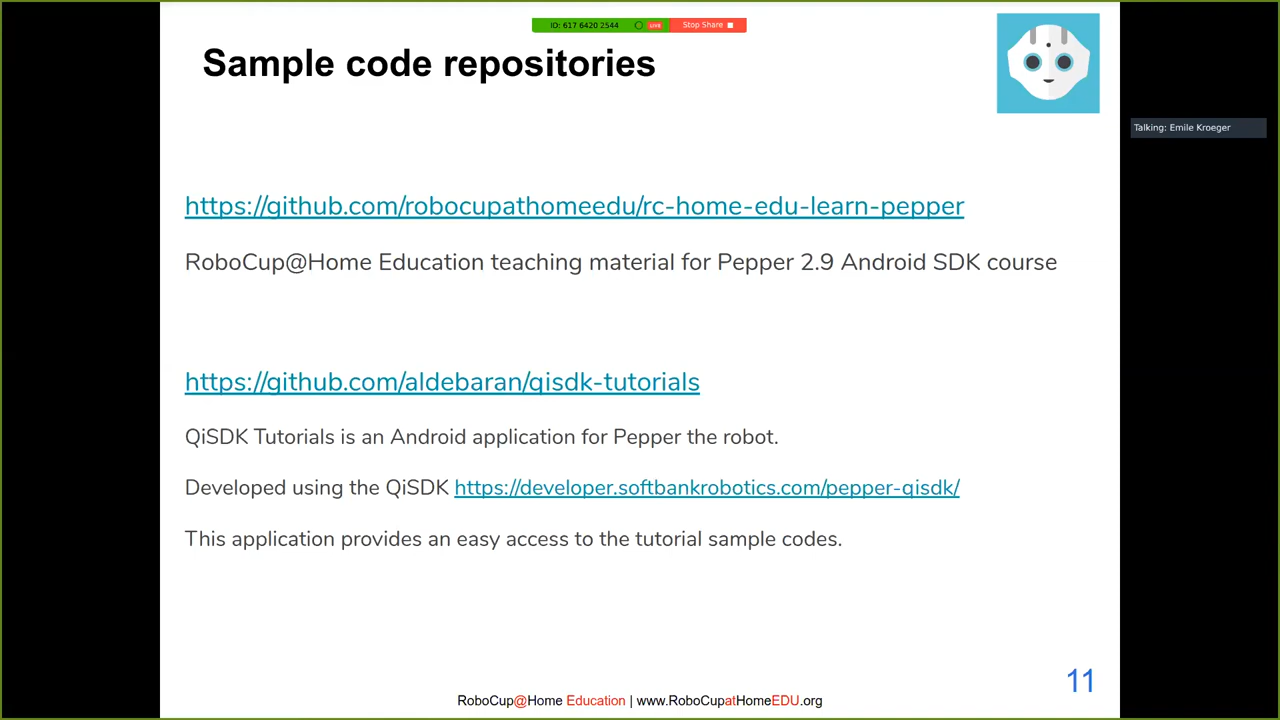 ID: 617 6420 2544 LIVE Stop Share
Sample code repositories
Talking: Emile Kroeger
https://github.com/robocupathomeedu/rc-home-edu-learn-pepper
RoboCup@Home Education teaching material for Pepper 2.9 Android SDK course
https://github.com/aldebaran/qisdk-tutorials
QiSDK Tutorials is an Android application for Pepper the robot.
Developed using the QiSDK https://developer.softbankrobotics.com/pepper-qisdk/
This application provides an easy access to the tutorial sample codes.
11
RoboCup@Home Education | www.RoboCupatHomeEDU.org